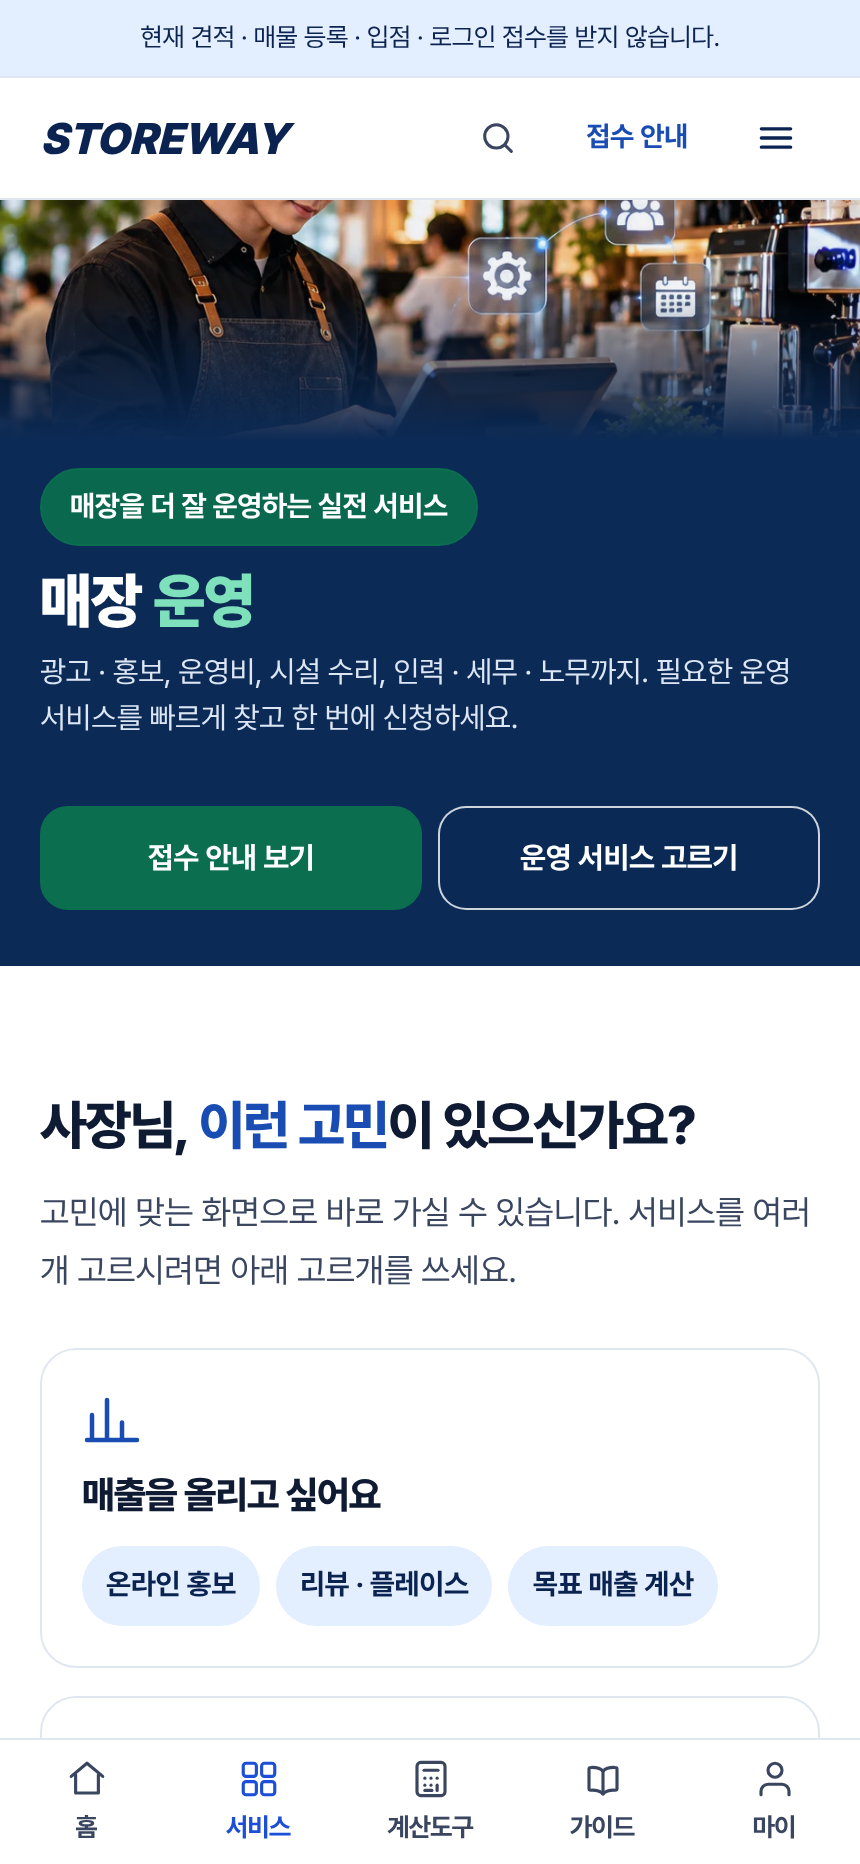 현재 견적 · 매물 등록 · 입점 · 로그인 접수를 받지 않습니다.
STOREWAY
접수 안내
매장을 더 잘 운영하는 실전 서비스
매장 운영
광고 · 홍보, 운영비, 시설 수리, 인력 · 세무 · 노무까지. 필요한 운영
서비스를 빠르게 찾고 한 번에 신청하세요.
접수 안내 보기
운영 서비스 고르기
사장님, 이런 고민이 있으신가요?
고민에 맞는 화면으로 바로 가실 수 있습니다. 서비스를 여러
개 고르시려면 아래 고르개를 쓰세요.
매출을 올리고 싶어요
온라인 홍보
리뷰 · 플레이스
목표 매출 계산
홈
서비스
계산도구
가이드
마이